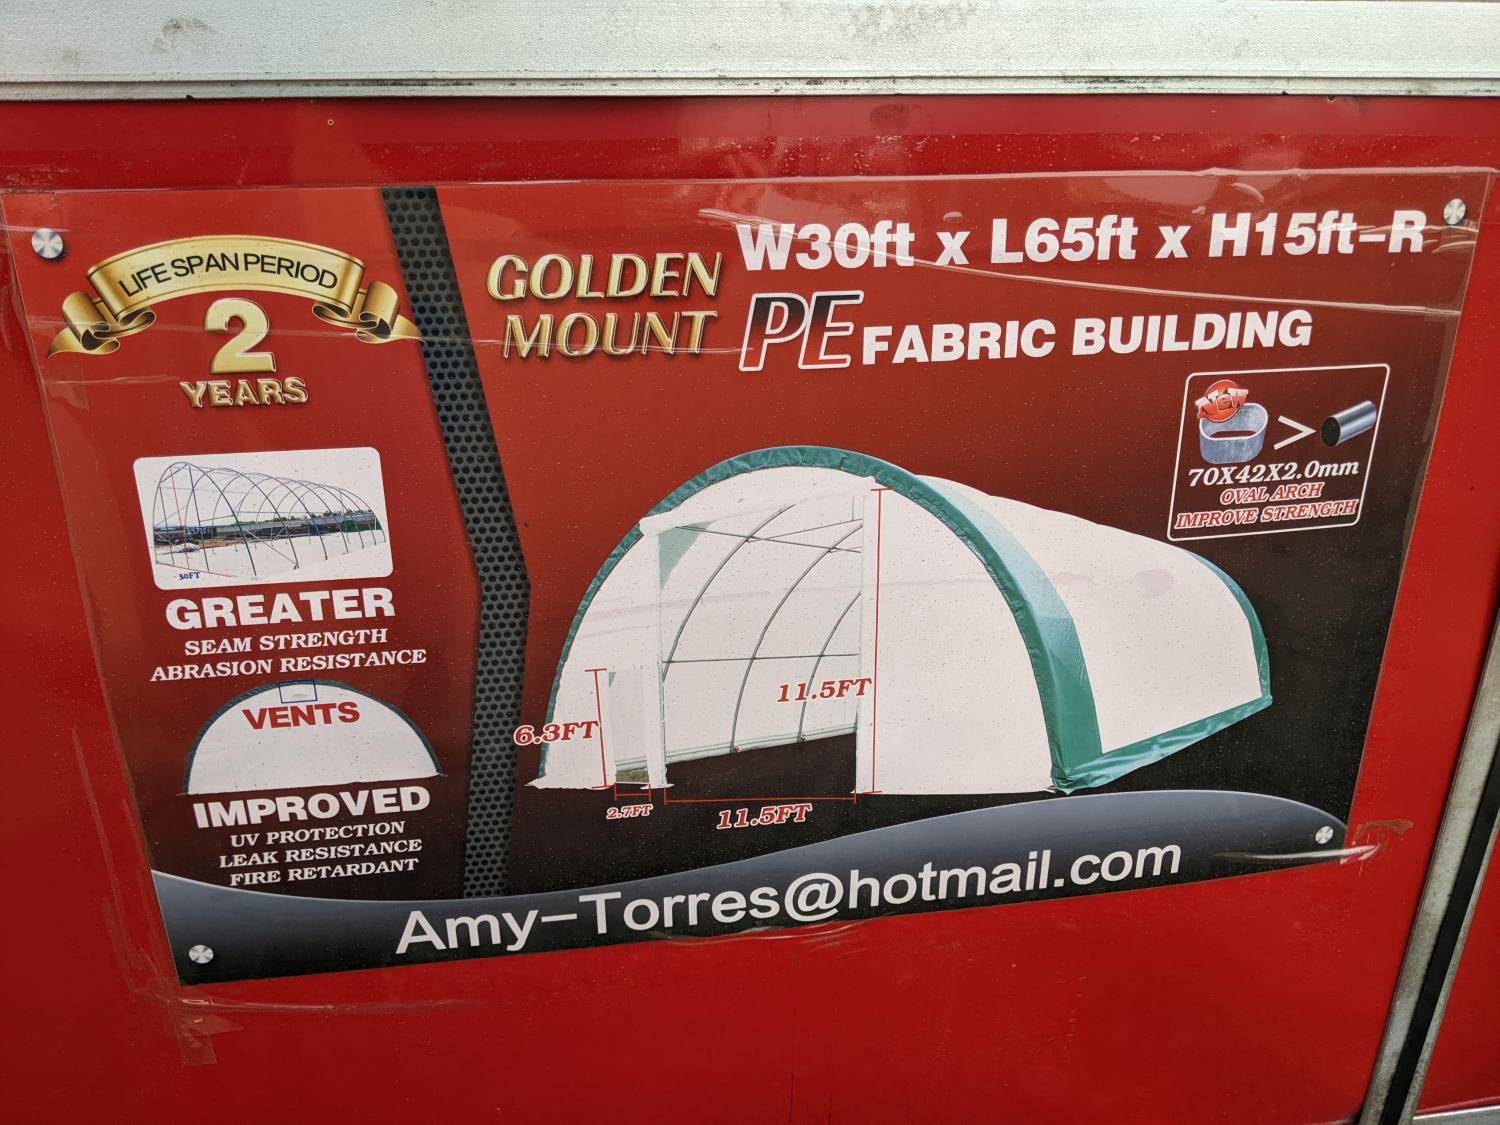 LIFE SPAN PERIOD
2
YEARS
GOLDEN
MOUNT
W30ft x L65ft x H15ft-R
PE FABRIC BUILDING
New
>
70X42X2.0mm
OVAL ARCH
IMPROVE STRENGTH
30FT
GREATER
SEAM STRENGTH
ABRASION RESISTANCE
VENTS
IMPROVED
UV PROTECTION
LEAK RESISTANCE
FIRE RETARDANT
6.3FT
11.5FT
2.7FT
11.5FT
Amy-Torres@hotmail.com